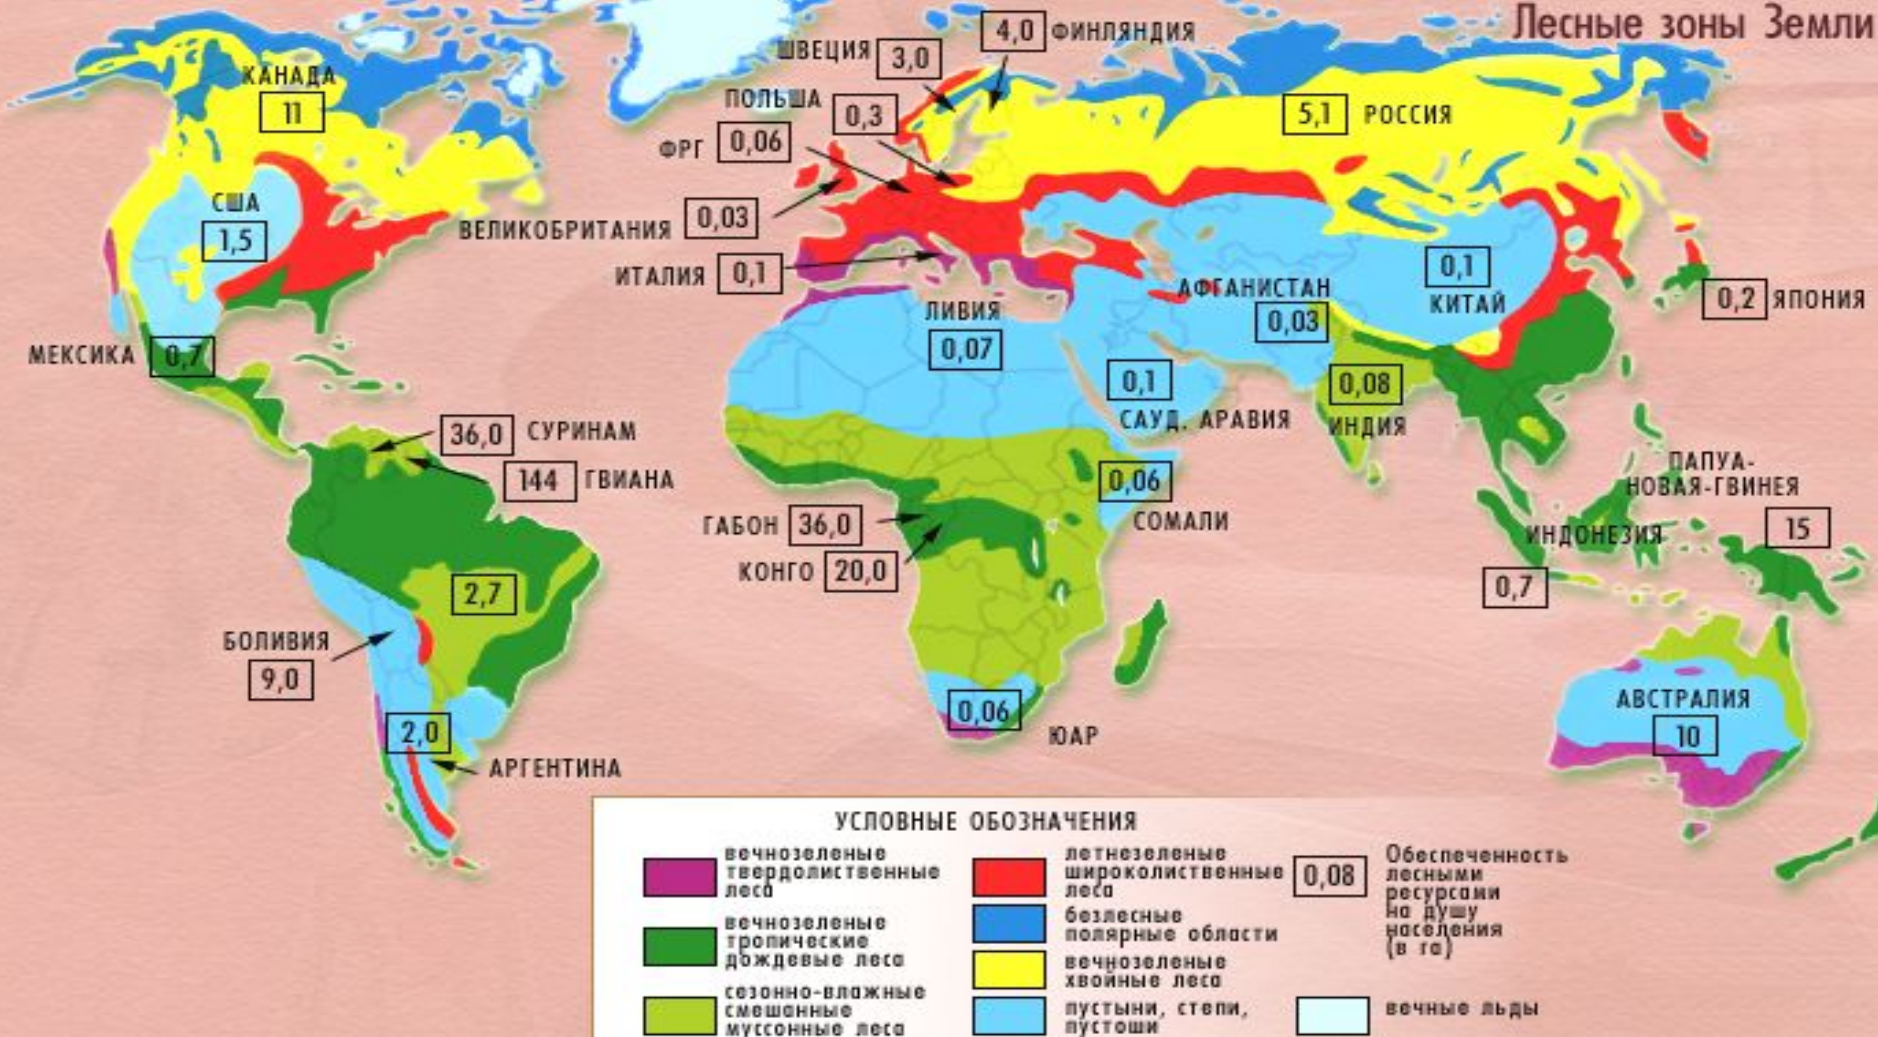 Лесные зоны Земли
КАНАДА
11
США
1,5
МЕКСИКА 0,7
ШВЕЦИЯ 3,0
4,0 ФИНЛЯНДИЯ
ПОЛЬША 0,3
ФРГ 0,06
ВЕЛИКОБРИТАНИЯ 0,03
ИТАЛИЯ 0,1
5,1 РОССИЯ
ЛИВИЯ
0,07
АФГАНИСТАН
0,03
0,1
КИТАЙ
0,2 ЯПОНИЯ
0,1
САУД. АРАВИЯ
0,08
ИНДИЯ
36,0 СУРИНАМ
144 ГВИАНА
ГАБОН 36,0
КОНГО 20,0
0,06
СОМАЛИ
ПАПУА-
НОВАЯ-ГВИНЕЯ
15
ИНДОНЕЗИЯ
0,7
2,7
БОЛИВИЯ
9,0
2,0
АРГЕНТИНА
0,06
ЮАР
АВСТРАЛИЯ
10
УСЛОВНЫЕ ОБОЗНАЧЕНИЯ
вечнозеленые
твердолиственные
леса
вечнозеленые
тропические
дождевые леса
сезонно-влажные
смешанные
муссонные леса
летнезеленые
широколиственные
леса
безлесные
полярные области
вечнозеленые
хвойные леса
пустыни, степи,
пустоши
0,08
Обеспеченность
лесными
ресурсами
на душу
населения
(в га)
вечные льды